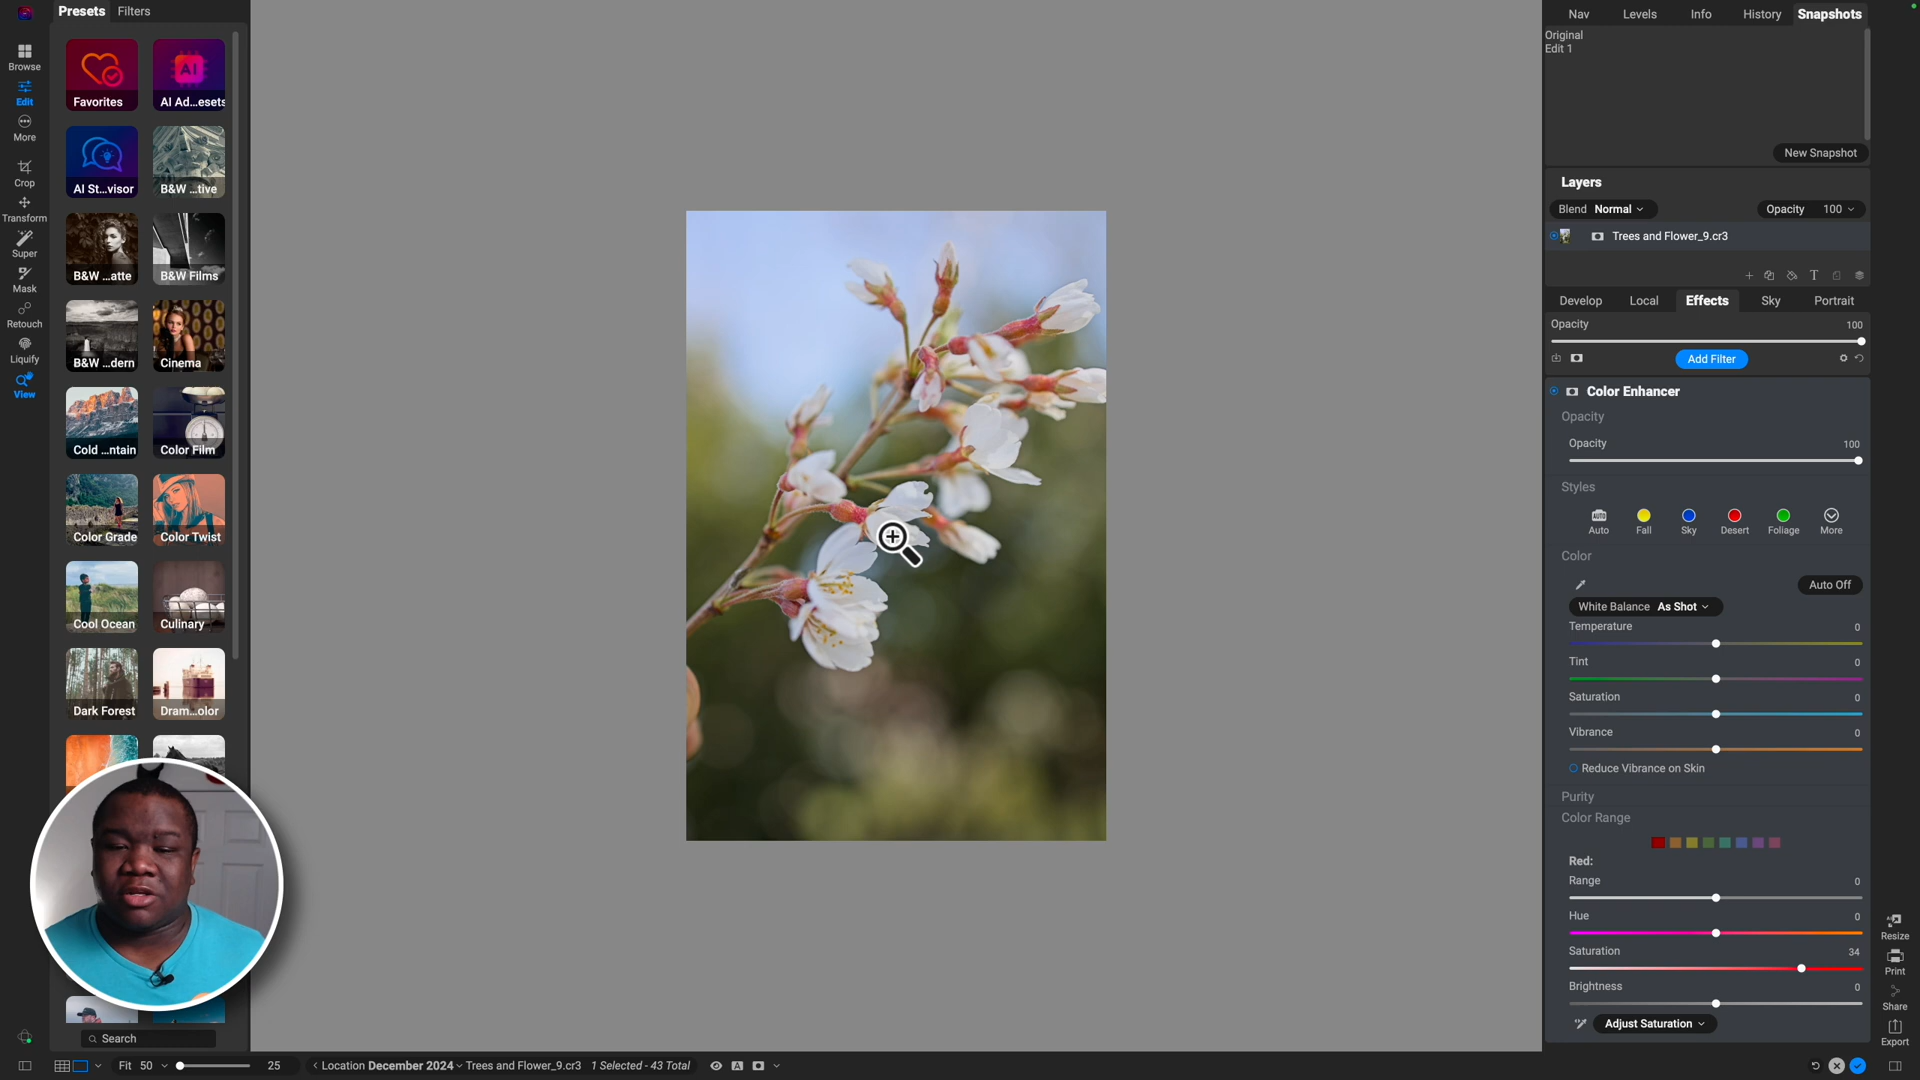 Presets Filters
Browse
Edit
More
Crop
Transform
Super
Mask
Retouch
Liquify
View
Favorites
AI Ad...esets
AI St...visor
B&W ...tive
B&W ...atte
B&W Films
B&W ...dern
Cinema
Cold ...ntain
Color Film
Color Grade
Color Twist
Cool Ocean
Culinary
Dark Forest
Dram...olor
Search
Fit 50 25
Location December 2024 Trees and Flower_9.cr3 1 Selected - 43 Total
A
Nav Levels Info History Snapshots
Original
Edit 1
New Snapshot
Layers
Blend Normal Opacity 100
Trees and Flower_9.cr3
T
Develop Local Effects Sky Portrait
Opacity 100
Add Filter
Color Enhancer
Opacity
Opacity 100
Styles
AUTO
Auto Fall Sky Desert Foliage More
Color
Auto Off
White Balance As Shot
Temperature 0
Tint 0
Saturation 0
Vibrance 0
Reduce Vibrance on Skin
Purity
Color Range
Red:
Range 0
Hue 0
Saturation 34
Brightness 0
Adjust Saturation
Resize
Print
Share
Export